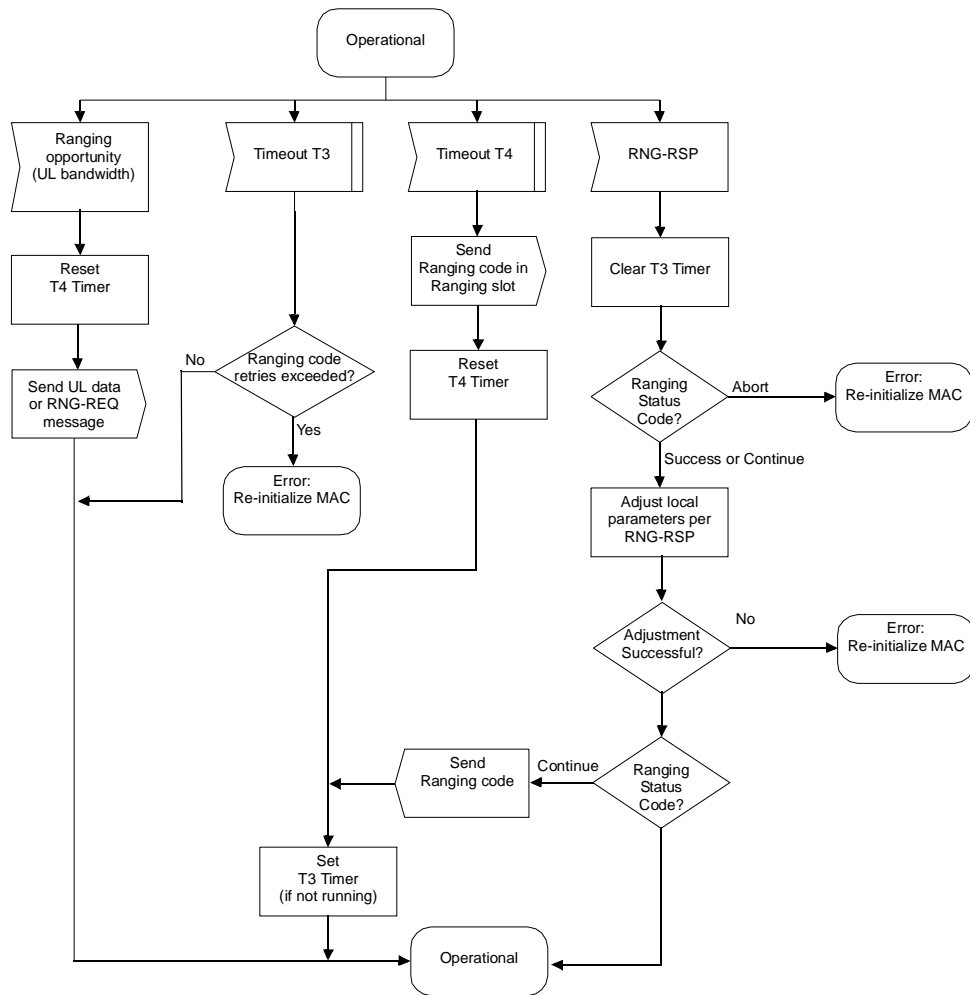 Operational
Ranging
opportunity
(UL bandwidth)
Timeout T3
Timeout T4
RNG-RSP
Reset
T4 Timer
Send
Ranging code in
Ranging slot
Clear T3 Timer
Send UL data
or RNG-REQ
message
No
Ranging code
retries exceeded?
Yes
Error:
Re-initialize MAC
Reset
T4 Timer
Ranging
Status
Code?
Abort
Error:
Re-initialize MAC
Success or Continue
Adjust local
parameters per
RNG-RSP
Adjustment
Successful?
No
Error:
Re-initialize MAC
Send
Ranging code
Continue
Ranging
Status
Code?
Set
T3 Timer
(if not running)
Operational